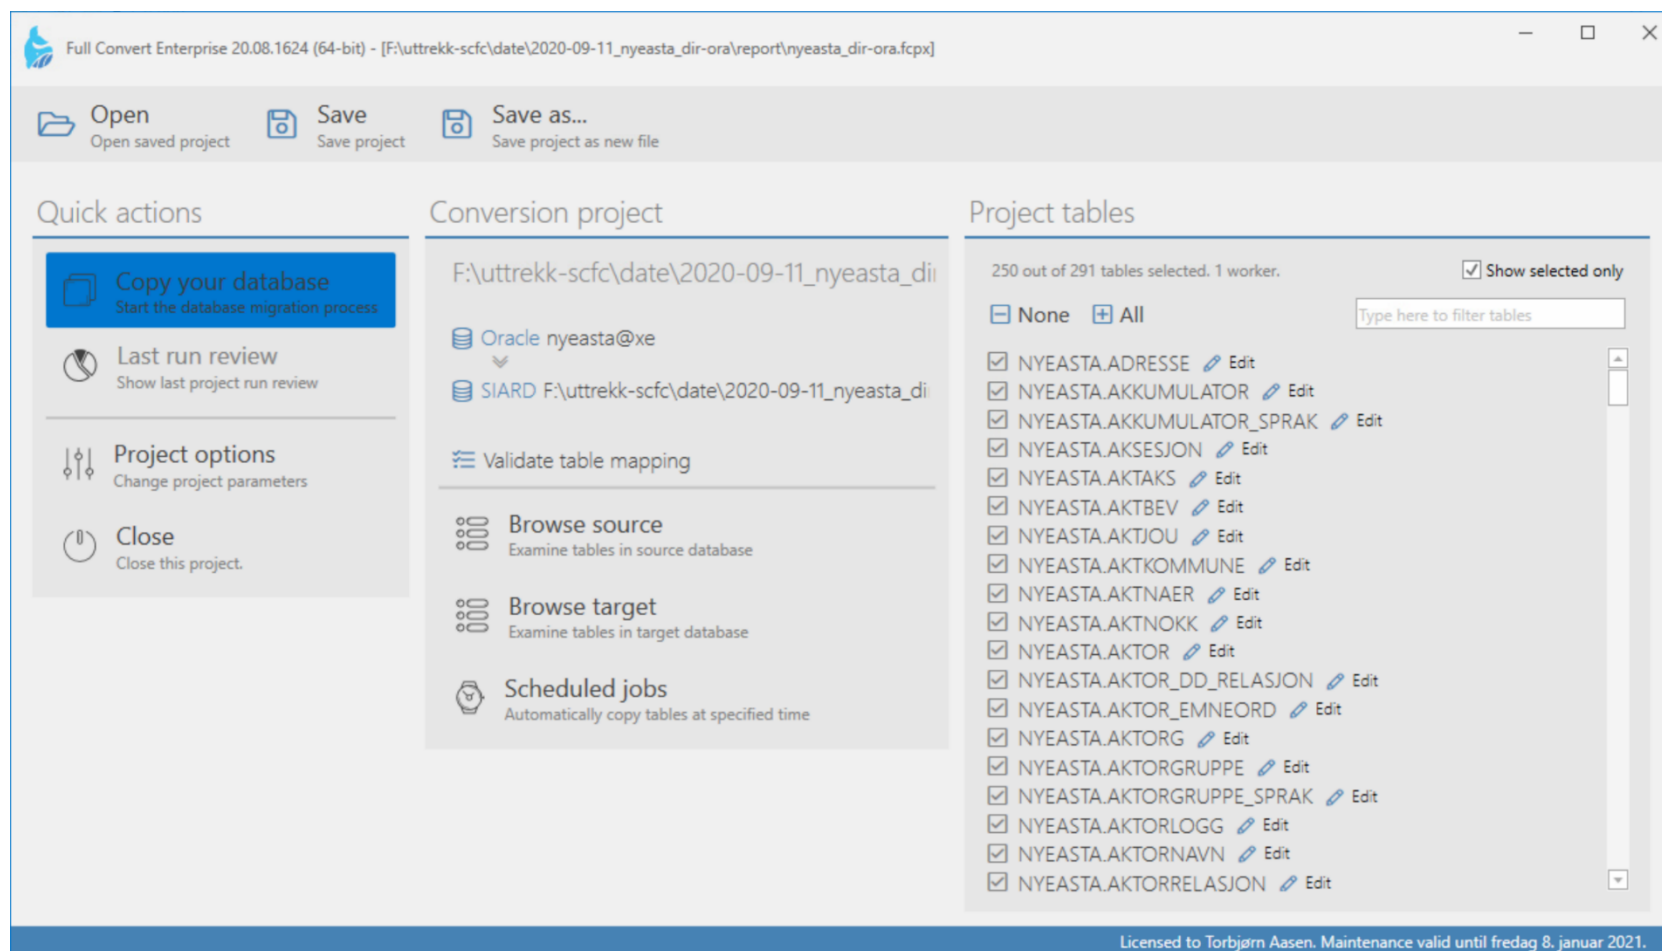 Full Convert Enterprise 20.08.1624 (64-bit) - [F:\uttrekk-scfc\date\2020-09-11_nyeasta_dir-ora\report\nyeasta_dir-ora.fcpx]
Open
Open saved project
Save
Save project
Save as...
Save project as new file
Quick actions
Copy your database
Start the database migration process
Last run review
Show last project run review
Project options
Change project parameters
Close
Close this project.
Conversion project
F:\uttrekk-scfc\date\2020-09-11_nyeasta_dir
Oracle nyeasta@xe
SIARD F:\uttrekk-scfc\date\2020-09-11_nyeasta_di
Validate table mapping
Browse source
Examine tables in source database
Browse target
Examine tables in target database
Scheduled jobs
Automatically copy tables at specified time
Project tables
250 out of 291 tables selected. 1 worker.
Show selected only
None All
Type here to filter tables
NYEASTA.ADRESSE Edit
NYEASTA.AKKUMULATOR Edit
NYEASTA.AKKUMULATOR_SPRAK Edit
NYEASTA.AKSESJON Edit
NYEASTA.AKTAKS Edit
NYEASTA.AKTBEV Edit
NYEASTA.AKTJOU Edit
NYEASTA.AKTKOMMUNE Edit
NYEASTA.AKTNAER Edit
NYEASTA.AKTNOKK Edit
NYEASTA.AKTOR Edit
NYEASTA.AKTOR_DD_RELASJON Edit
NYEASTA.AKTOR_EMNEORD Edit
NYEASTA.AKTORG Edit
NYEASTA.AKTORGRUPPE Edit
NYEASTA.AKTORGRUPPE_SPRAK Edit
NYEASTA.AKTORLOGG Edit
NYEASTA.AKTORNAVN Edit
NYEASTA.AKTORRELASJON Edit
Licensed to Torbjørn Aasen. Maintenance valid until fredag 8. januar 2021.